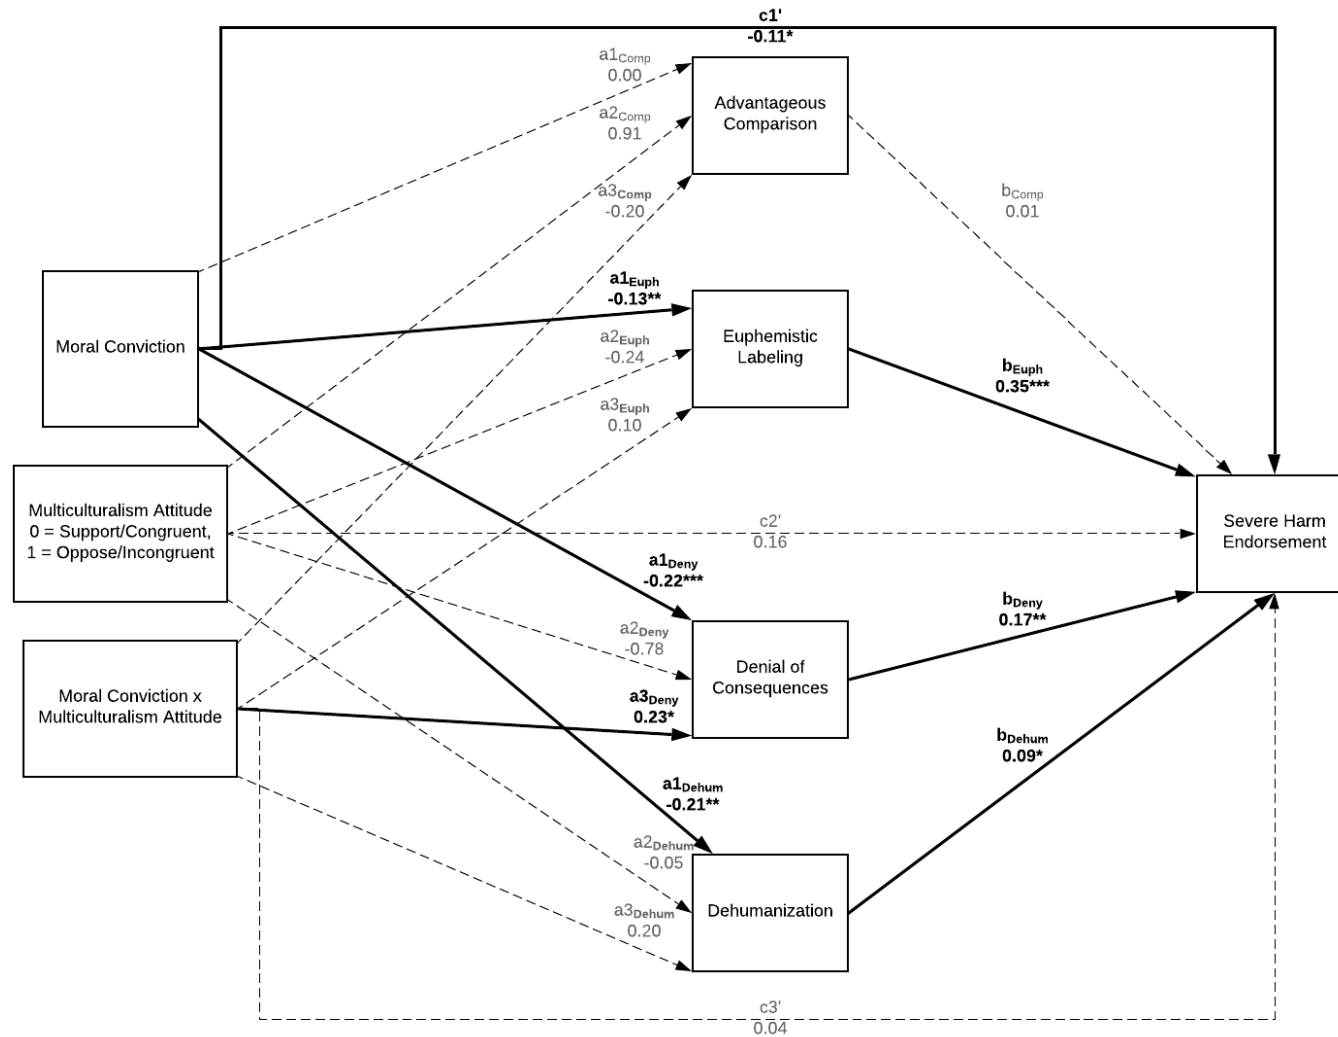 c1'
-0.11*
a1Comp
0.00
Advantageous
Comparison
a2Comp
0.91
a3Comp
-0.20
bComp
0.01
Moral Conviction
a1Euph
-0.13**
a2Euph
-0.24
Euphemistic
Labeling
a3Euph
0.10
bEuph
0.35***
Multiculturalism Attitude
0 = Support/Congruent,
1 = Oppose/Incongruent
c2'
0.16
Severe Harm
Endorsement
a1Deny
-0.22***
a2Deny
-0.78
Denial of
Consequences
bDeny
0.17**
Moral Conviction x
Multiculturalism Attitude
a3Deny
0.23*
bDehum
0.09*
a1Dehum
-0.21**
a2Dehum
-0.05
Dehumanization
a3Dehum
0.20
c3'
0.04